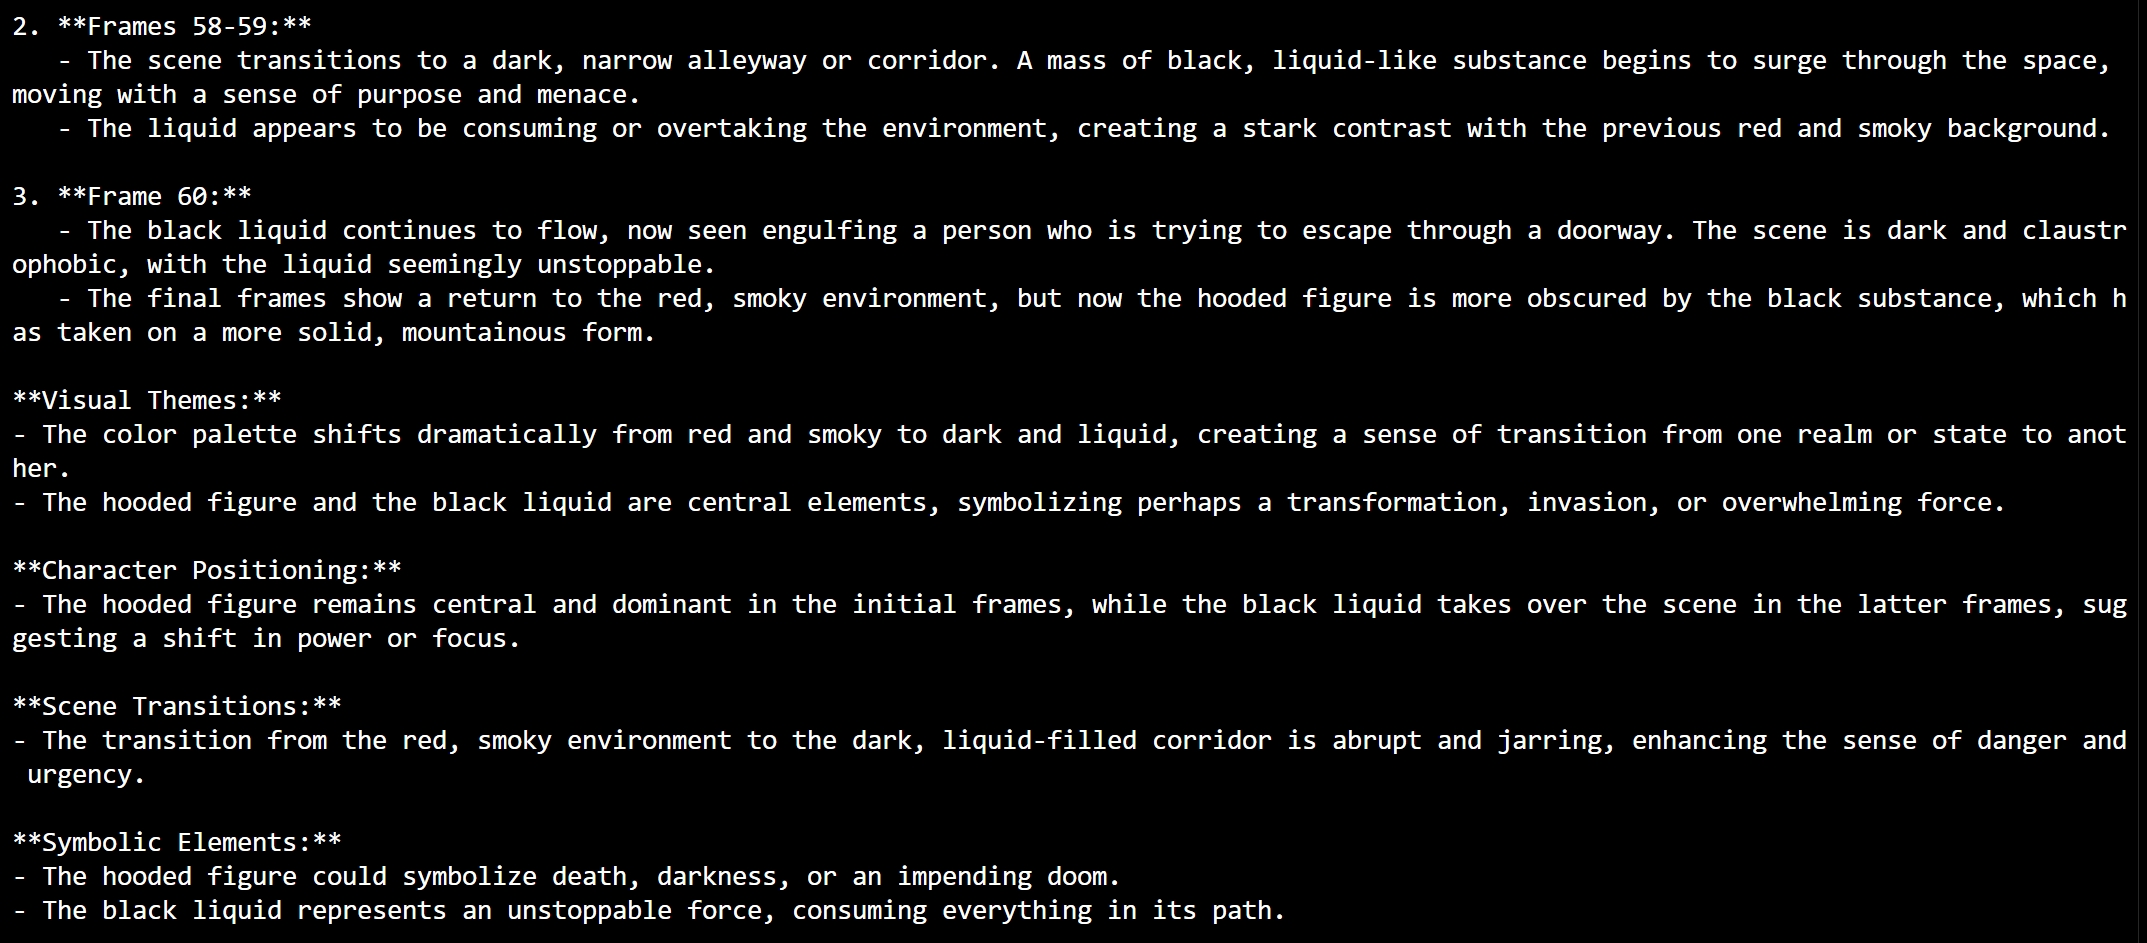 2. **Frames 58-59:**
   - The scene transitions to a dark, narrow alleyway or corridor. A mass of black, liquid-like substance begins to surge through the space,
moving with a sense of purpose and menace.
   - The liquid appears to be consuming or overtaking the environment, creating a stark contrast with the previous red and smoky background.

3. **Frame 60:**
   - The black liquid continues to flow, now seen engulfing a person who is trying to escape through a doorway. The scene is dark and claustr
ophobic, with the liquid seemingly unstoppable.
   - The final frames show a return to the red, smoky environment, but now the hooded figure is more obscured by the black substance, which h
as taken on a more solid, mountainous form.

**Visual Themes:**
- The color palette shifts dramatically from red and smoky to dark and liquid, creating a sense of transition from one realm or state to anot
her.
- The hooded figure and the black liquid are central elements, symbolizing perhaps a transformation, invasion, or overwhelming force.

**Character Positioning:**
- The hooded figure remains central and dominant in the initial frames, while the black liquid takes over the scene in the latter frames, sug
gesting a shift in power or focus.

**Scene Transitions:**
- The transition from the red, smoky environment to the dark, liquid-filled corridor is abrupt and jarring, enhancing the sense of danger and
 urgency.

**Symbolic Elements:**
- The hooded figure could symbolize death, darkness, or an impending doom.
- The black liquid represents an unstoppable force, consuming everything in its path.